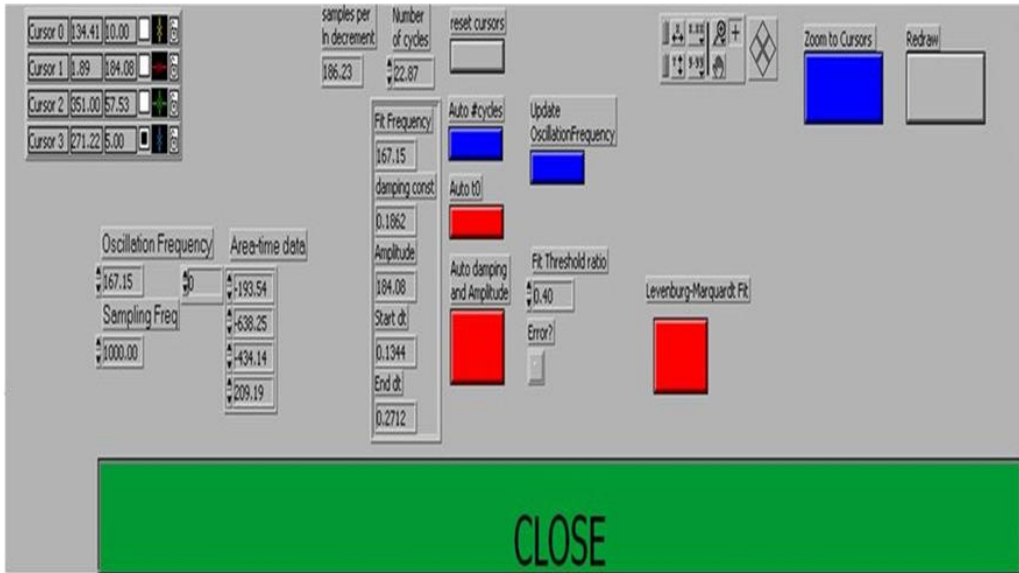 Cursor 0 134.41 10.00
Cursor 1 1.89 184.08
Cursor 2 351.00 57.53
Cursor 3 271.22 5.00
samples per
ln decrement
186.23
Number
of cycles
22.87
reset cursors
Zoom to Cursors
Redraw
Fit Frequency
167.15
damping const
0.1862
Amplitude
184.08
Start dt
0.1344
End dt
0.2712
Auto #cycles
Update
OscillationFrequency
Auto t0
Auto damping
and Amplitude
Fit Threshold ratio
0.40
Error?
Levenburg-Marquardt Fit
Oscillation Frequency
167.15
Sampling Freq
1000.00
Area-time data
0
-193.54
-638.25
-434.14
209.19
CLOSE